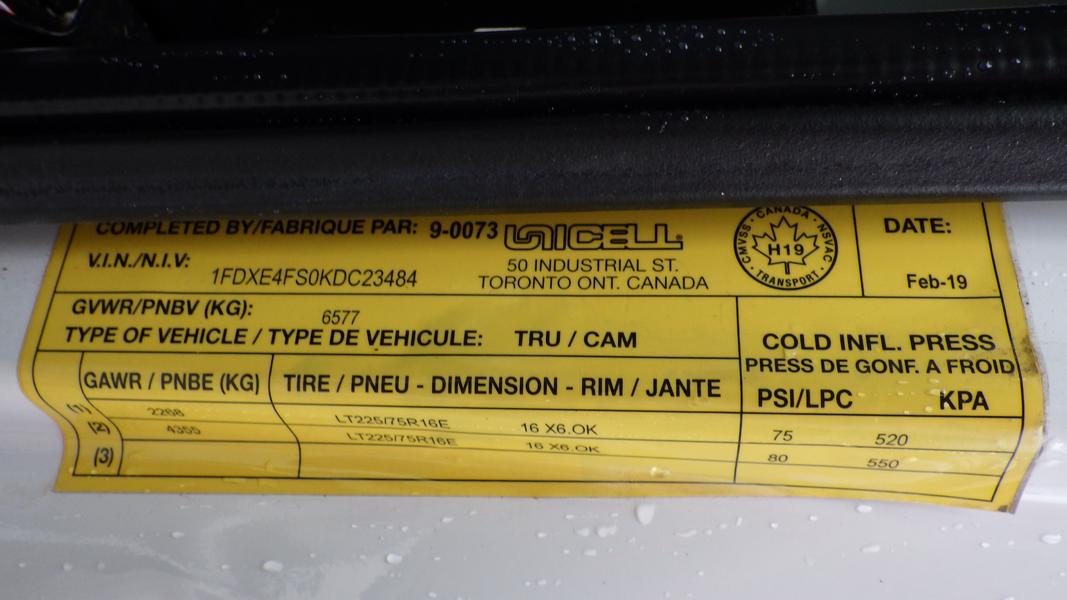 COMPLETED BY/FABRIQUE PAR: 9-0073 UNICELL
50 INDUSTRIAL ST.
TORONTO ONT. CANADA
V.I.N./N.I.V: 1FDXE4FS0KDC23484
CANADA
CMVSS H19 NSVAC
TRANSPORT
DATE:
Feb-19
GVWR/PNBV (KG): 6577
TYPE OF VEHICLE / TYPE DE VEHICULE: TRU / CAM
COLD INFL. PRESS
PRESS DE GONF. A FROID
GAWR / PNBE (KG) TIRE / PNEU - DIMENSION - RIM / JANTE PSI/LPC KPA
(1) 2268 LT225/75R16E 16 X6.OK 75 520
(2) 4355 LT225/75R16E 16 X6.OK 80 550
(3)